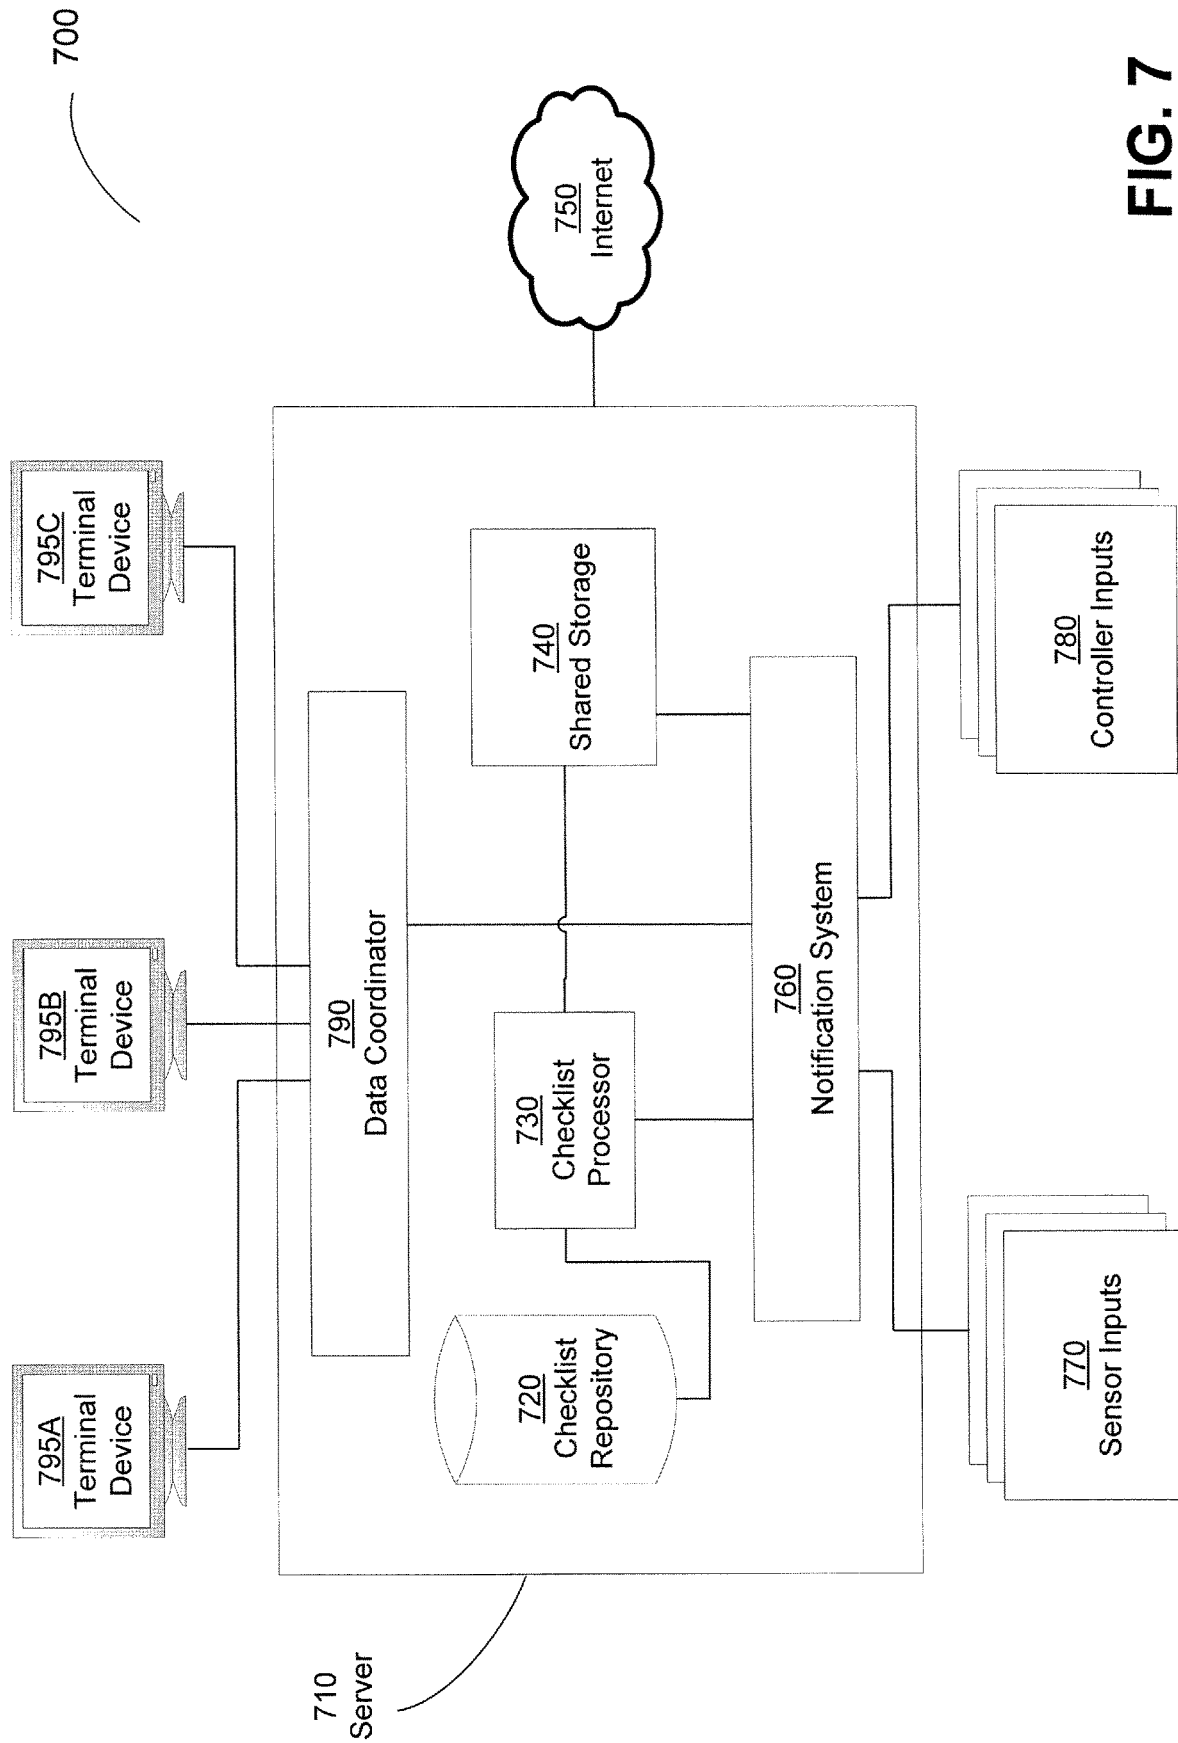 700
795A
Terminal
Device
795B
Terminal
Device
795C
Terminal
Device
710
Server
790
Data Coordinator
720
Checklist
Repository
730
Checklist
Processor
740
Shared Storage
750
Internet
760
Notification System
770
Sensor Inputs
780
Controller Inputs
FIG. 7